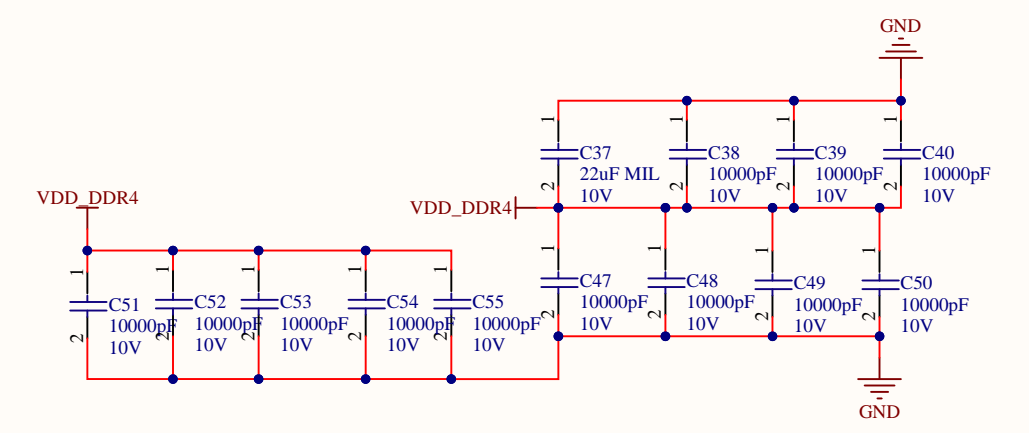 GND
1
C37
22uF MIL
10V
2
1
C38
10000pF
10V
2
1
C39
10000pF
10V
2
1
C40
10000pF
10V
2
VDD_DDR4
VDD_DDR4
1
C47
10000pF
10V
2
1
C48
10000pF
10V
2
1
C49
10000pF
10V
2
1
C50
10000pF
10V
2
1
C51
10000pF
10V
2
1
C52
10000pF
10V
2
1
C53
10000pF
10V
2
1
C54
10000pF
10V
2
1
C55
10000pF
10V
2
GND